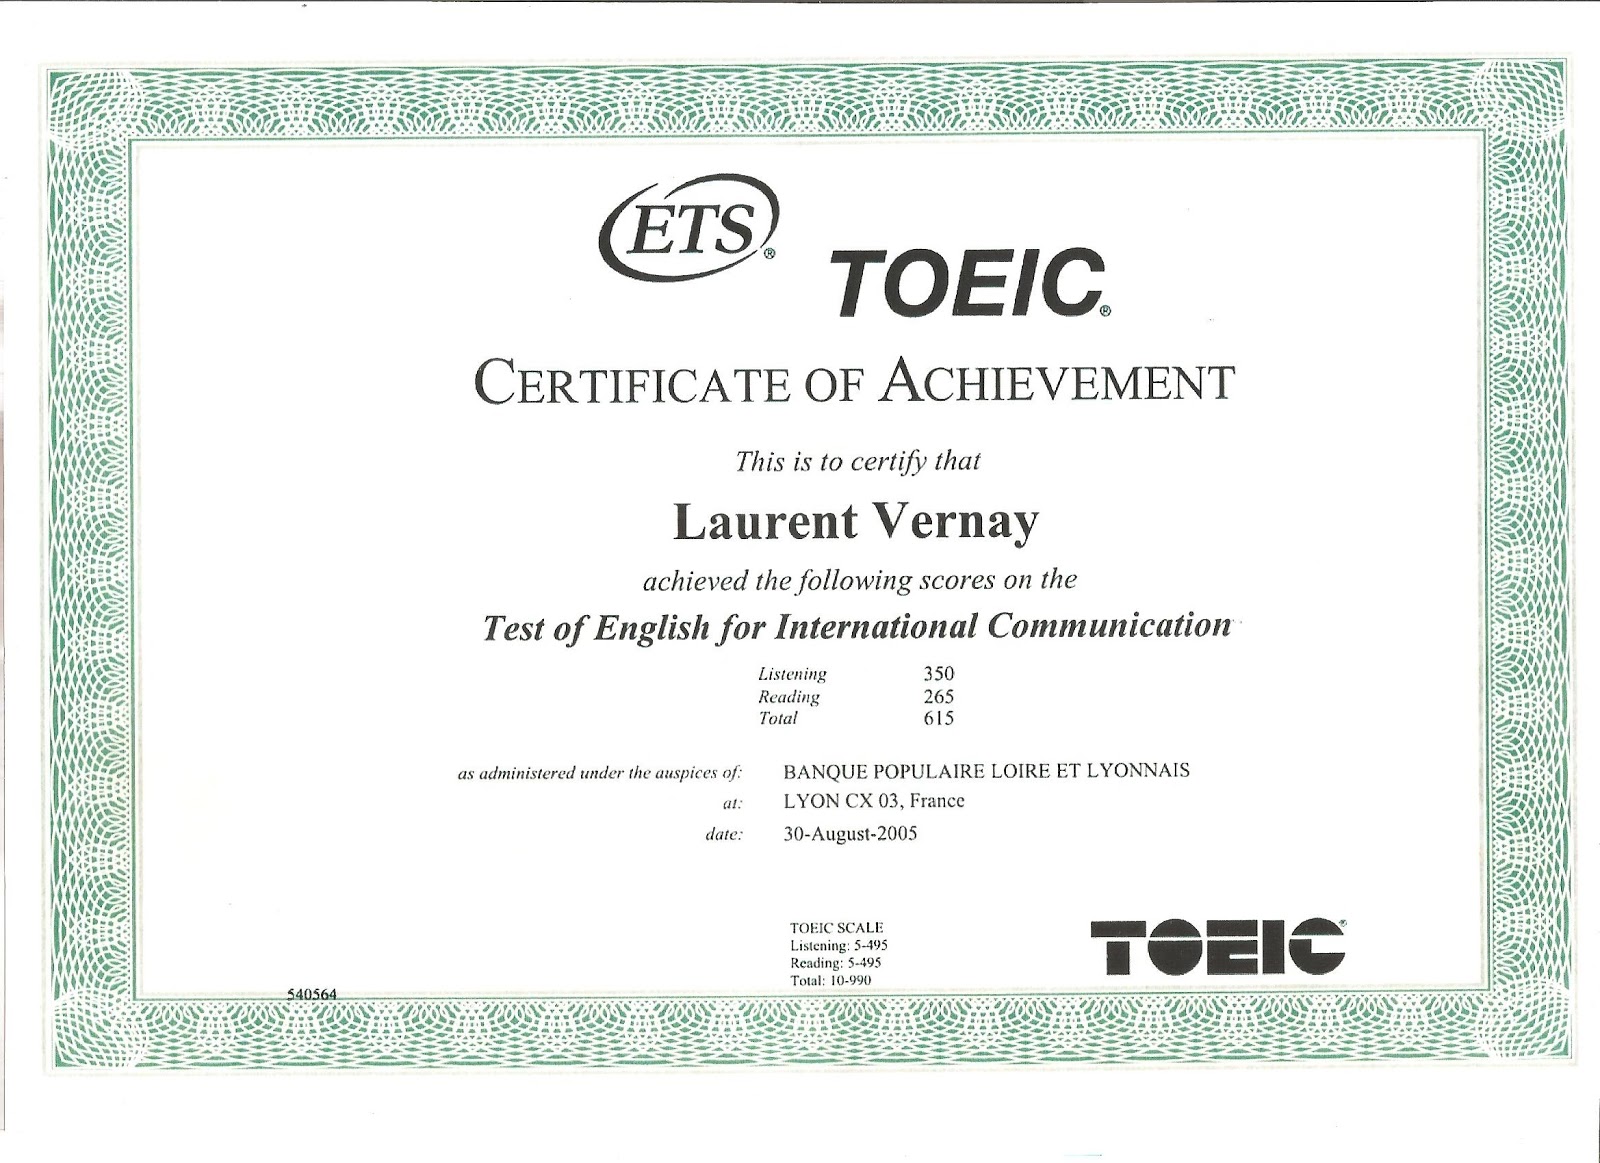 ETS®
TOEIC®
CERTIFICATE OF ACHIEVEMENT
This is to certify that
Laurent Vernay
achieved the following scores on the
Test of English for International Communication
Listening 350
Reading 265
Total 615
as administered under the auspices of: BANQUE POPULAIRE LOIRE ET LYONNAIS
at: LYON CX 03, France
date: 30-August-2005
TOEIC SCALE
Listening: 5-495
Reading: 5-495
Total: 10-990
TOEIC®
540564